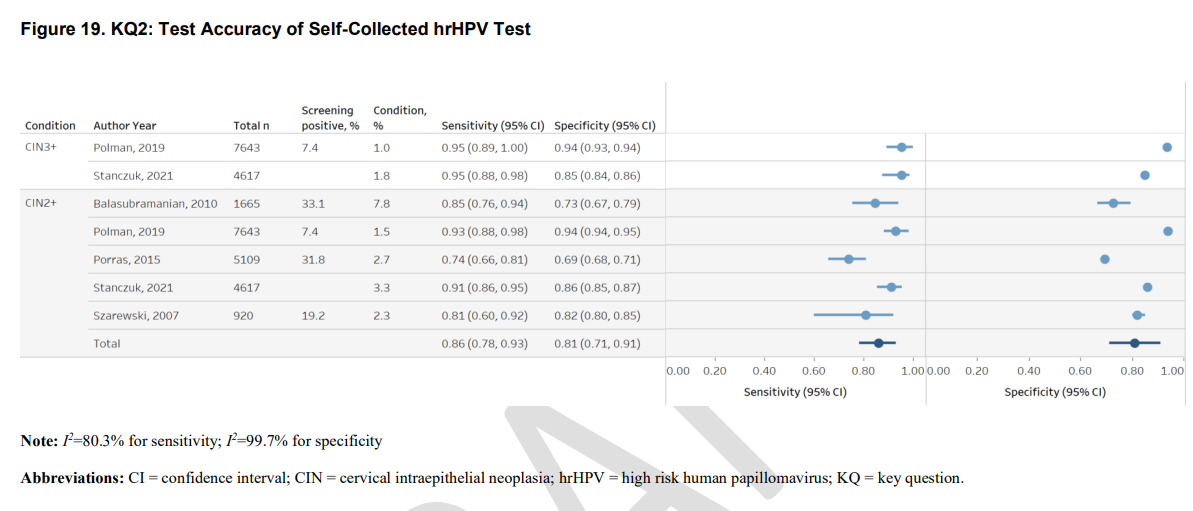 Figure 19. KQ2: Test Accuracy of Self-Collected hrHPV Test
Condition Author Year Total n Screening positive, % Condition, % Sensitivity (95% CI) Specificity (95% CI)
CIN3+ Polman, 2019 7643 7.4 1.0 0.95 (0.89, 1.00) 0.94 (0.93, 0.94)
Stanczuk, 2021 4617 1.8 0.95 (0.88, 0.98) 0.85 (0.84, 0.86)
CIN2+ Balasubramanian, 2010 1665 33.1 7.8 0.85 (0.76, 0.94) 0.73 (0.67, 0.79)
Polman, 2019 7643 7.4 1.5 0.93 (0.88, 0.98) 0.94 (0.94, 0.95)
Porras, 2015 5109 31.8 2.7 0.74 (0.66, 0.81) 0.69 (0.68, 0.71)
Stanczuk, 2021 4617 3.3 0.91 (0.86, 0.95) 0.86 (0.85, 0.87)
Szarewski, 2007 920 19.2 2.3 0.81 (0.60, 0.92) 0.82 (0.80, 0.85)
Total 0.86 (0.78, 0.93) 0.81 (0.71, 0.91)
0.00 0.20 0.40 0.60 0.80 1.00 0.00 0.20 0.40 0.60 0.80 1.00
Sensitivity (95% CI) Specificity (95% CI)
Note: I²=80.3% for sensitivity; I²=99.7% for specificity
Abbreviations: CI = confidence interval; CIN = cervical intraepithelial neoplasia; hrHPV = high risk human papillomavirus; KQ = key question.